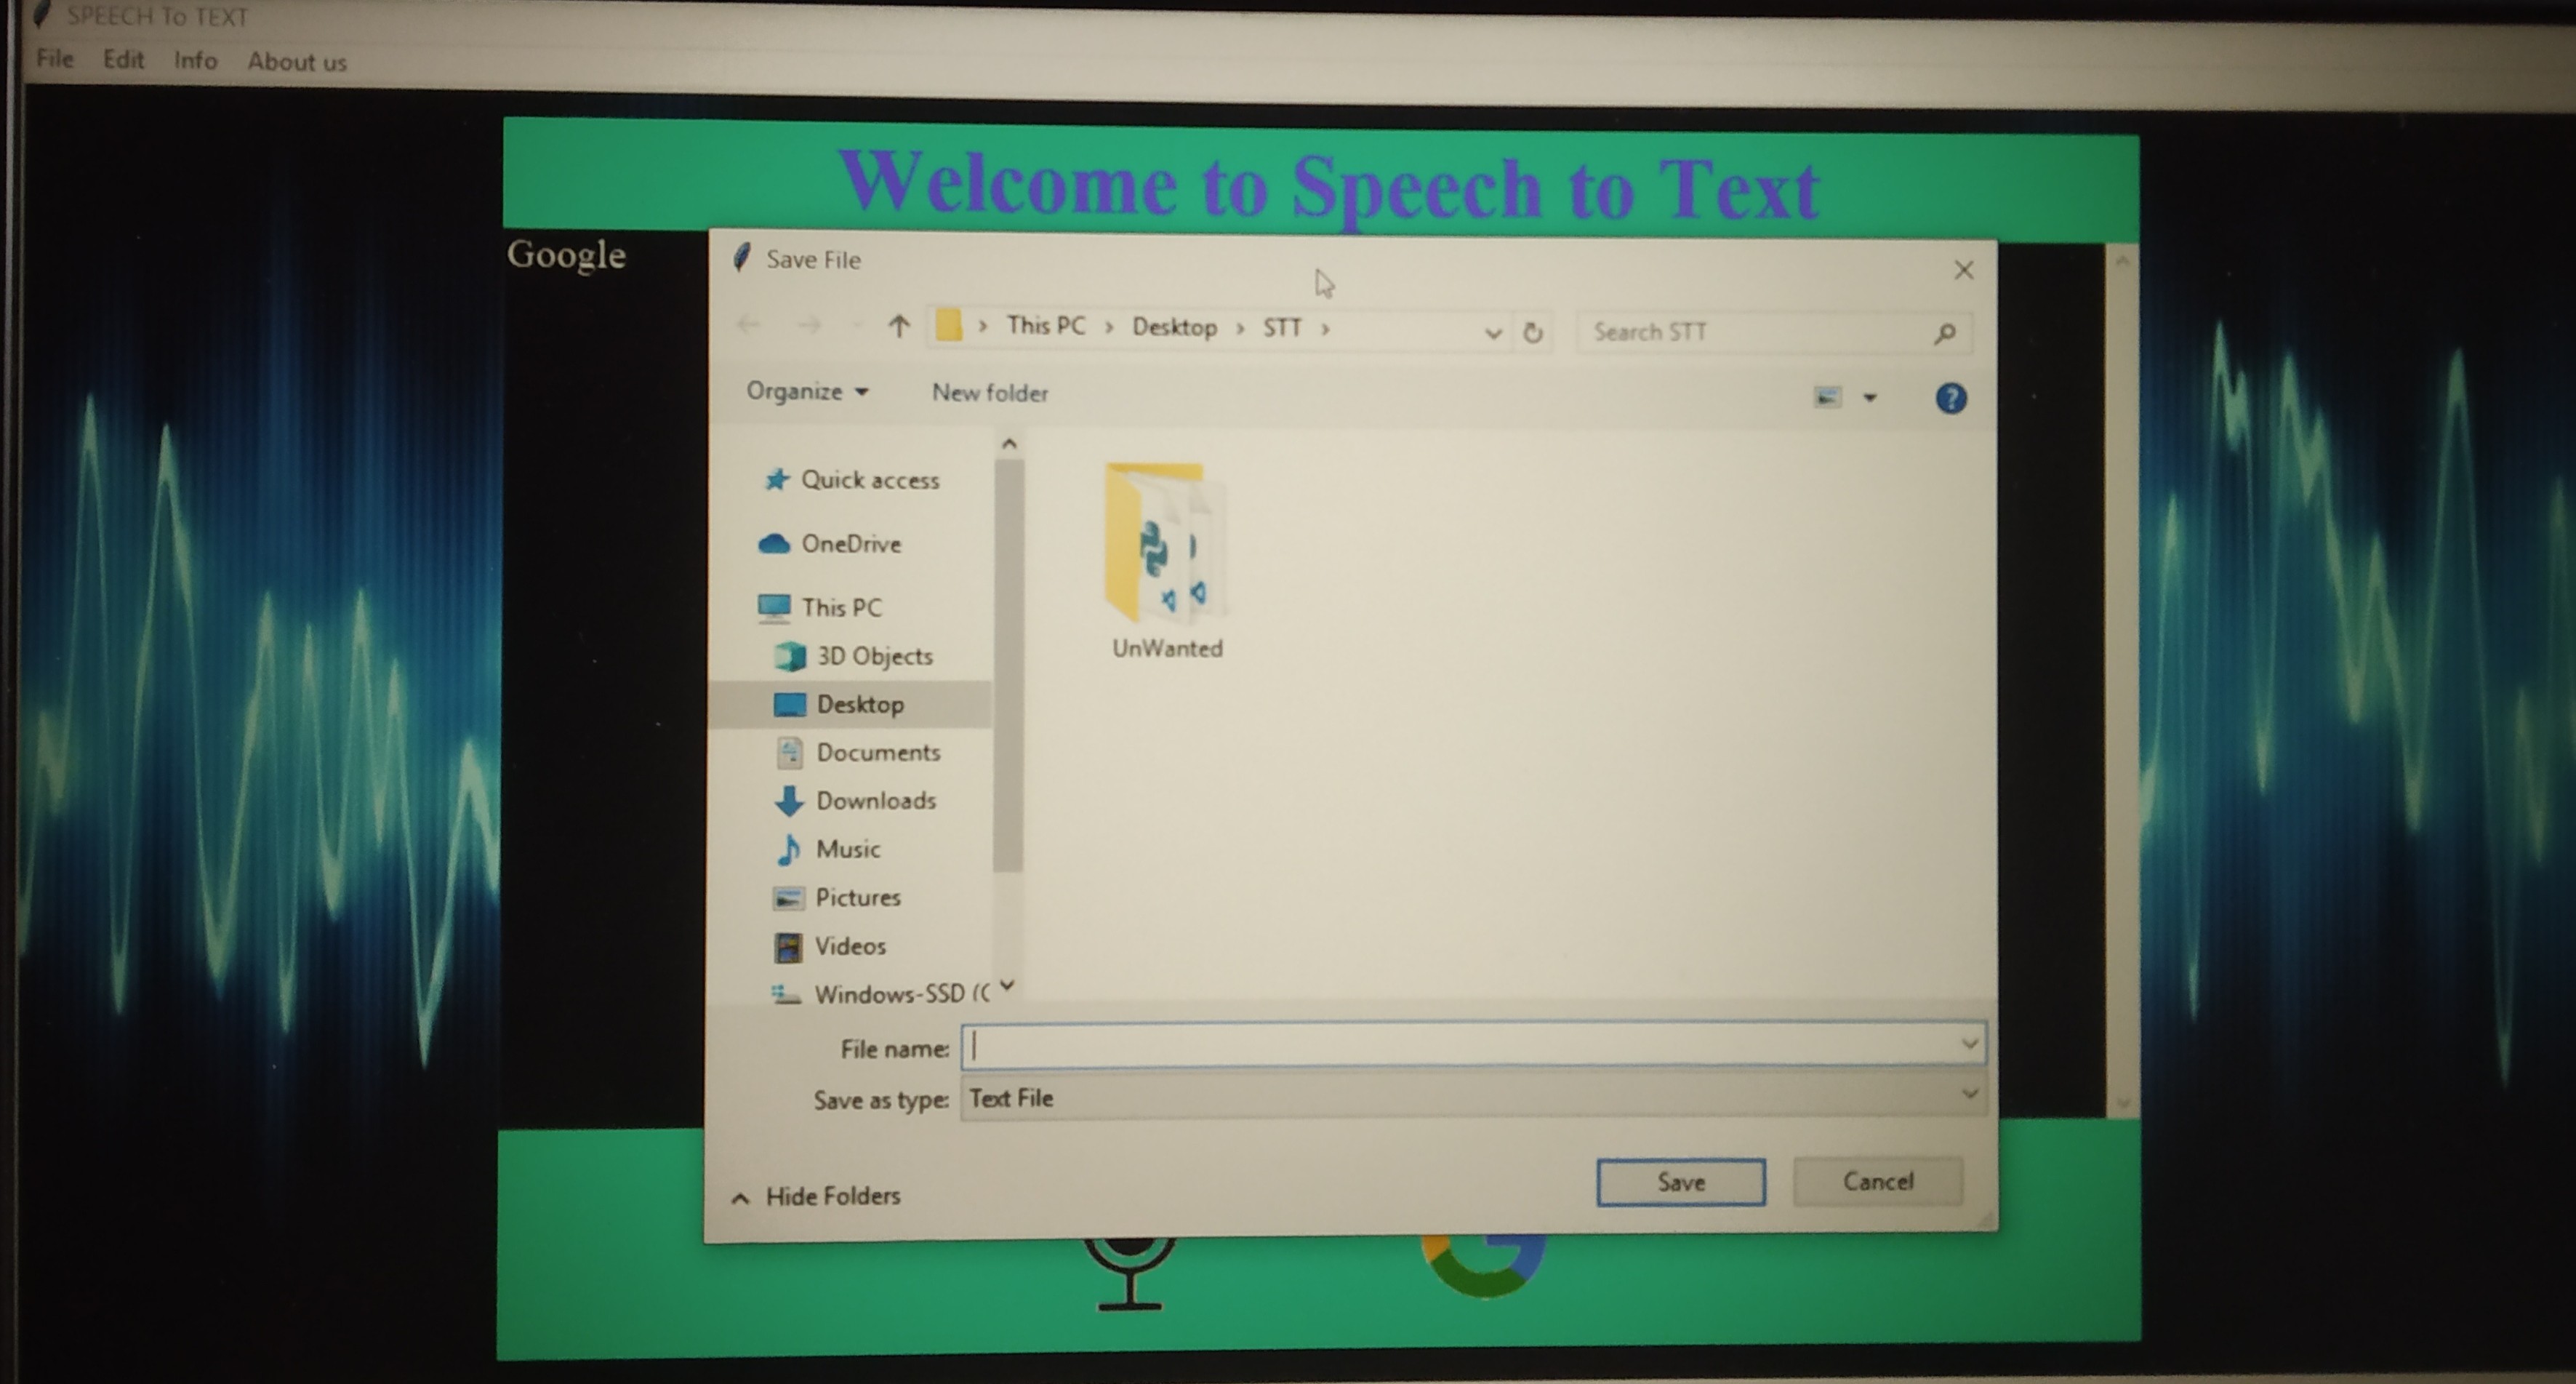 SPEECH To TEXT
File Edit Info About us
Welcome to Speech to Text
Google
Save File
This PC > Desktop > STT >
Search STT
Organize New folder
Quick access
OneDrive
This PC
3D Objects
Desktop
Documents
Downloads
Music
Pictures
Videos
Windows-SSD (C
UnWanted
File name:
Save as type: Text File
Hide Folders
Save Cancel